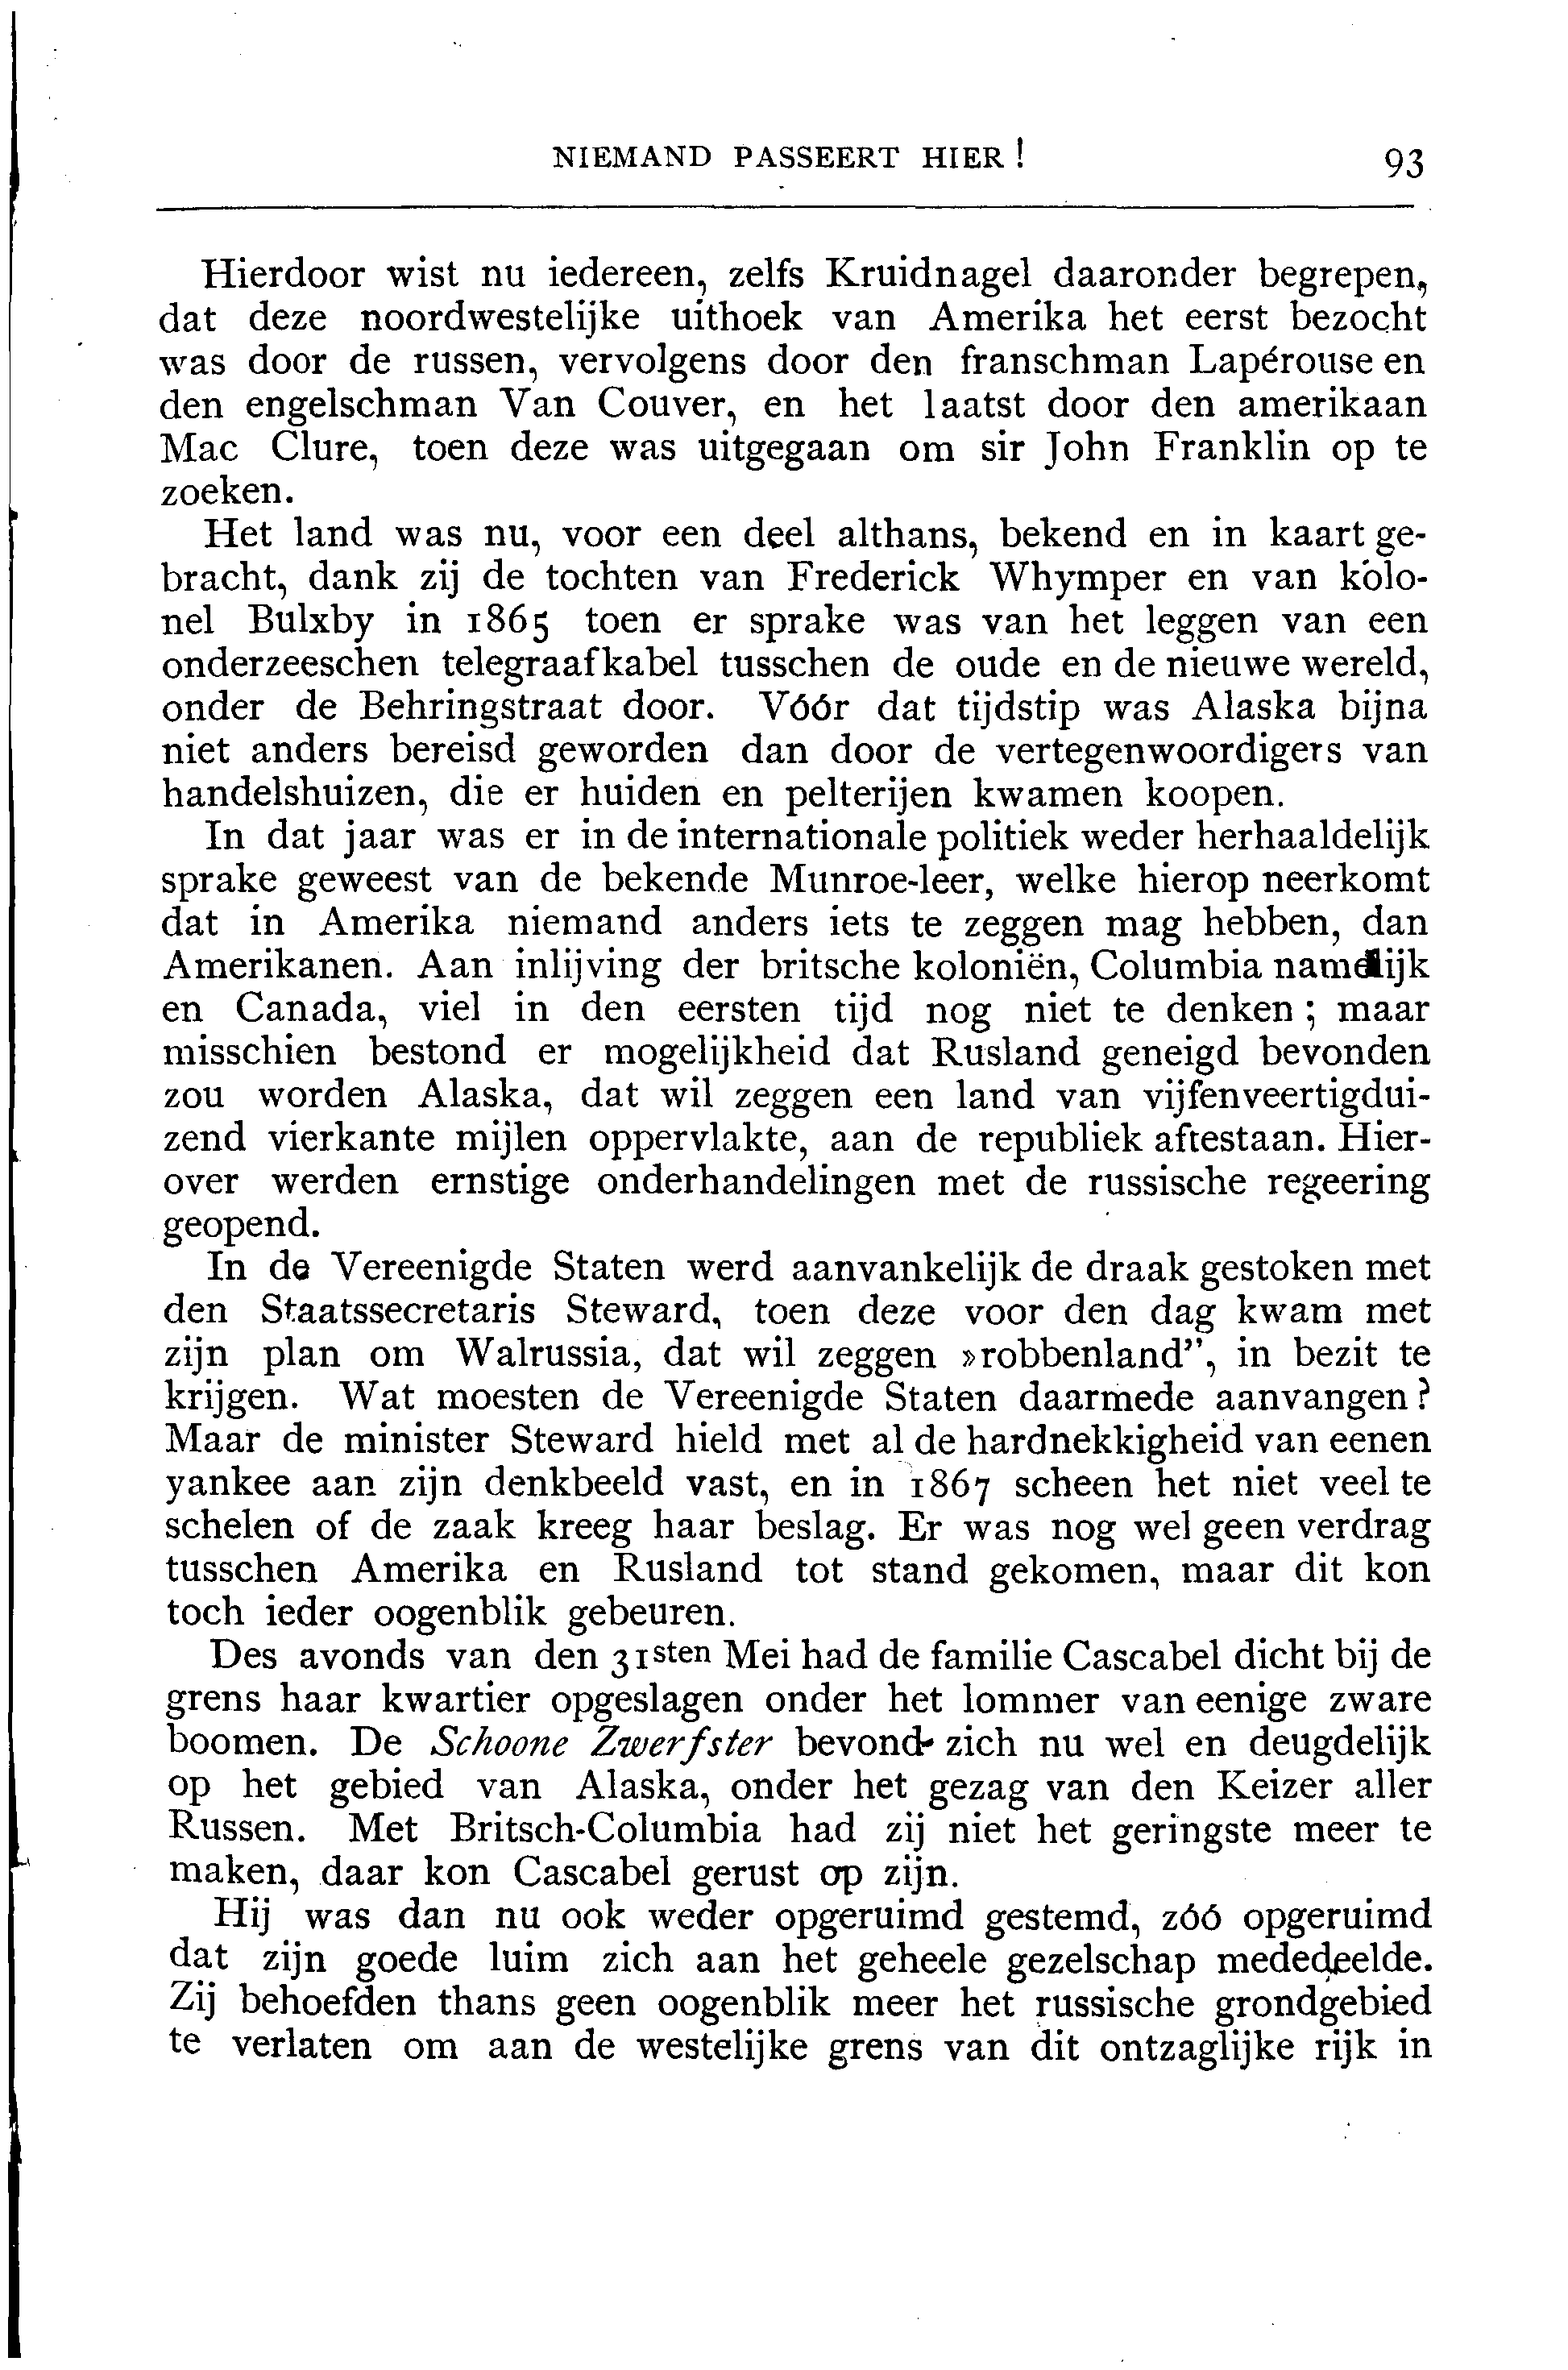 NIEMAND PASSEERT HIER! 93
Hierdoor wist nu iedereen, zelfs Kruidnagel daaronder begrepen,
dat deze noordwestelijke uithoek van Amerika het eerst bezocht
was door de russen, vervolgens door den franschman Lapérouse en
den engelschman Van Couver, en het laatst door den amerikaan
Mac Clure, toen deze was uitgegaan om sir John Franklin op te
zoeken.
Het land was nu, voor een deel althans, bekend en in kaart ge-
bracht, dank zij de tochten van Frederick Whymper en van kolo-
nel Bulxby in 1865 toen er sprake was van het leggen van een
onderzeeschen telegraafkabel tusschen de oude en de nieuwe wereld,
onder de Behringstraat door. Vóór dat tijdstip was Alaska bijna
niet anders bereisd geworden dan door de vertegenwoordigers van
handelshuizen, die er huiden en pelterijen kwamen koopen.
In dat jaar was er in de internationale politiek weder herhaaldelijk
sprake geweest van de bekende Munroe-leer, welke hierop neerkomt
dat in Amerika niemand anders iets te zeggen mag hebben, dan
Amerikanen. Aan inlijving der britsche koloniën, Columbia namelijk
en Canada, viel in den eersten tijd nog niet te denken; maar
misschien bestond er mogelijkheid dat Rusland geneigd bevonden
zou worden Alaska, dat wil zeggen een land van vijfenveertigdui-
zend vierkante mijlen oppervlakte, aan de republiek aftestaan. Hier-
over werden ernstige onderhandelingen met de russische regeering
geopend.
In de Vereenigde Staten werd aanvankelijk de draak gestoken met
den Staatssecretaris Steward, toen deze voor den dag kwam met
zijn plan om Walrussia, dat wil zeggen »robbenland", in bezit te
krijgen. Wat moesten de Vereenigde Staten daarmede aanvangen?
Maar de minister Steward hield met al de hardnekkigheid van eenen
yankee aan zijn denkbeeld vast, en in 1867 scheen het niet veel te
schelen of de zaak kreeg haar beslag. Er was nog wel geen verdrag
tusschen Amerika en Rusland tot stand gekomen, maar dit kon
toch ieder oogenblik gebeuren.
Des avonds van den 31sten Mei had de familie Cascabel dicht bij de
grens haar kwartier opgeslagen onder het lommer van eenige zware
boomen. De Schoone Zwerfster bevond zich nu wel en deugdelijk
op het gebied van Alaska, onder het gezag van den Keizer aller
Russen. Met Britsch-Columbia had zij niet het geringste meer te
maken, daar kon Cascabel gerust op zijn.
Hij was dan nu ook weder opgeruimd gestemd, zóó opgeruimd
dat zijn goede luim zich aan het geheele gezelschap mededeelde.
Zij behoefden thans geen oogenblik meer het russische grondgebied
te verlaten om aan de westelijke grens van dit ontzaglijke rijk in